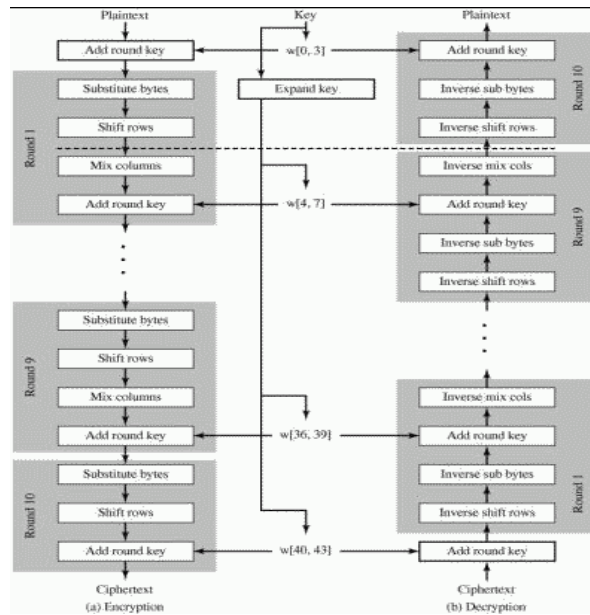 Plaintext
Add round key
Round 1
Substitute bytes
Shift rows
Mix columns
Add round key
Round 9
Substitute bytes
Shift rows
Mix columns
Add round key
Round 10
Substitute bytes
Shift rows
Add round key
Ciphertext
(a) Encryption
Key
w[0, 3]
Expand key
w[4, 7]
w[36, 39]
w[40, 43]
Plaintext
Add round key
Inverse sub bytes
Inverse shift rows
Round 10
Inverse mix cols
Add round key
Inverse sub bytes
Inverse shift rows
Round 9
Inverse mix cols
Add round key
Inverse sub bytes
Inverse shift rows
Round 1
Add round key
Ciphertext
(b) Decryption